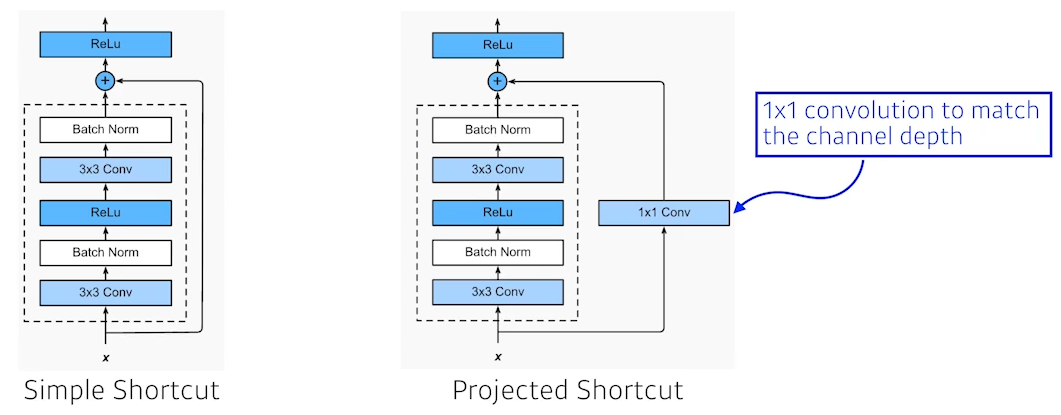 ReLu
+
Batch Norm
3x3 Conv
ReLu
Batch Norm
3x3 Conv
x
Simple Shortcut
ReLu
+
Batch Norm
3x3 Conv
ReLu
Batch Norm
3x3 Conv
x
1x1 Conv
Projected Shortcut
1x1 convolution to match
the channel depth